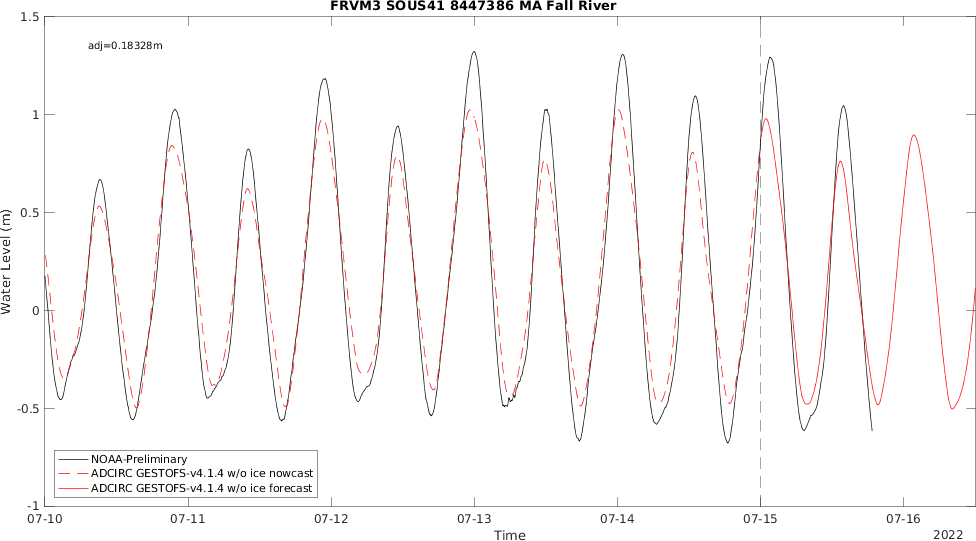 FRVM3 SOUS41 8447386 MA Fall River
adj=0.18328m
1.5
1
0.5
0
-0.5
-1
Water Level (m)
NOAA-Preliminary
ADCIRC GESTOFS-v4.1.4 w/o ice nowcast
ADCIRC GESTOFS-v4.1.4 w/o ice forecast
07-10 07-11 07-12 07-13 07-14 07-15 07-16
Time
2022